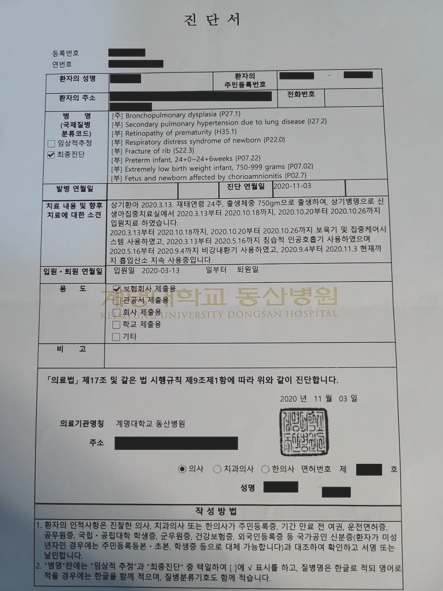 진 단 서
등록번호
연번호
환자의 성명
환자의
주민등록번호
환자의 주소
전화번호
병 명
(국제질병
분류코드)
□ 임상적추정
☑ 최종진단
[주] Bronchopulmonary dysplasia (P27.1)
[부] Secondary pulmonary hypertension due to lung disease (I27.2)
[부] Retinopathy of prematurity (H35.1)
[부] Respiratory distress syndrome of newborn (P22.0)
[부] Fracture of rib (S22.3)
[부] Preterm infant, 24+0~24+6weeks (P07.22)
[부] Extremely low birth weight infant, 750-999 grams (P07.02)
[부] Fetus and newborn affected by chorioamnionitis (P02.7)
발병 연월일
진단 연월일
2020-11-03
치료 내용 및 향후
치료에 대한 소견
상기환아 2020.3.13. 재태연령 24주, 출생체중 750gm으로 출생하여, 상기병명으로 신
생아집중치료실에서 2020.3.13부터 2020.10.18까지, 2020.10.20부터 2020.10.26까지
입원치료 하였습니다.
2020.3.13부터 2020.10.18까지, 2020.10.20부터 2020.10.26까지 보육기 및 집중케어시
스템 사용하였고, 2020.3.13부터 2020.5.16까지 침습적 인공호흡기 사용하였으며
2020.5.16부터 2020.9.4까지 비강내환기 사용하였고, 2020.9.4부터 2020.11.3 현재까
지 흡입산소 지속 사용중입니다.
입원 · 퇴원 연월일
입원일 2020-03-13 일부터 퇴원일
용 도
☑ 보험회사 제출용
□ 관공서 제출용
□ 회사 제출용
□ 학교 제출용
□ 기타
계명대학교 동산병원
KEIMYUNG UNIVERSITY DONGSAN HOSPITAL
비 고
「의료법」 제17조 및 같은 법 시행규칙 제9조제1항에 따라 위와 같이 진단합니다.
2020 년 11 월 03 일
의료기관명칭 계명대학교 동산병원
주소
◉ 의사 ○ 치과의사 ○ 한의사 면허번호 제 호
성명
작 성 방 법
1. 환자의 인적사항은 진찰한 의사, 치과의사 또는 한의사가 주민등록증, 기간 만료 전 여권, 운전면허증,
공무원증, 국립·공립대학 학생증, 군무원증, 건강보험증, 외국인등록증 등 국가공인 신분증(환자가 미성
년자인 경우에는 주민등록등본·초본, 학생증 등으로 대체 가능합니다)과 대조하여 확인하고 서명 또는
날인합니다.
2. "병명"란에는 "임상적 추정"과 "최종진단" 중 택일하여 [ ]에 √ 표시를 하고, 질병명은 한글로 적되 영어로
적을 경우에는 한글을 함께 적으며, 질병분류기호도 함께 적습니다.